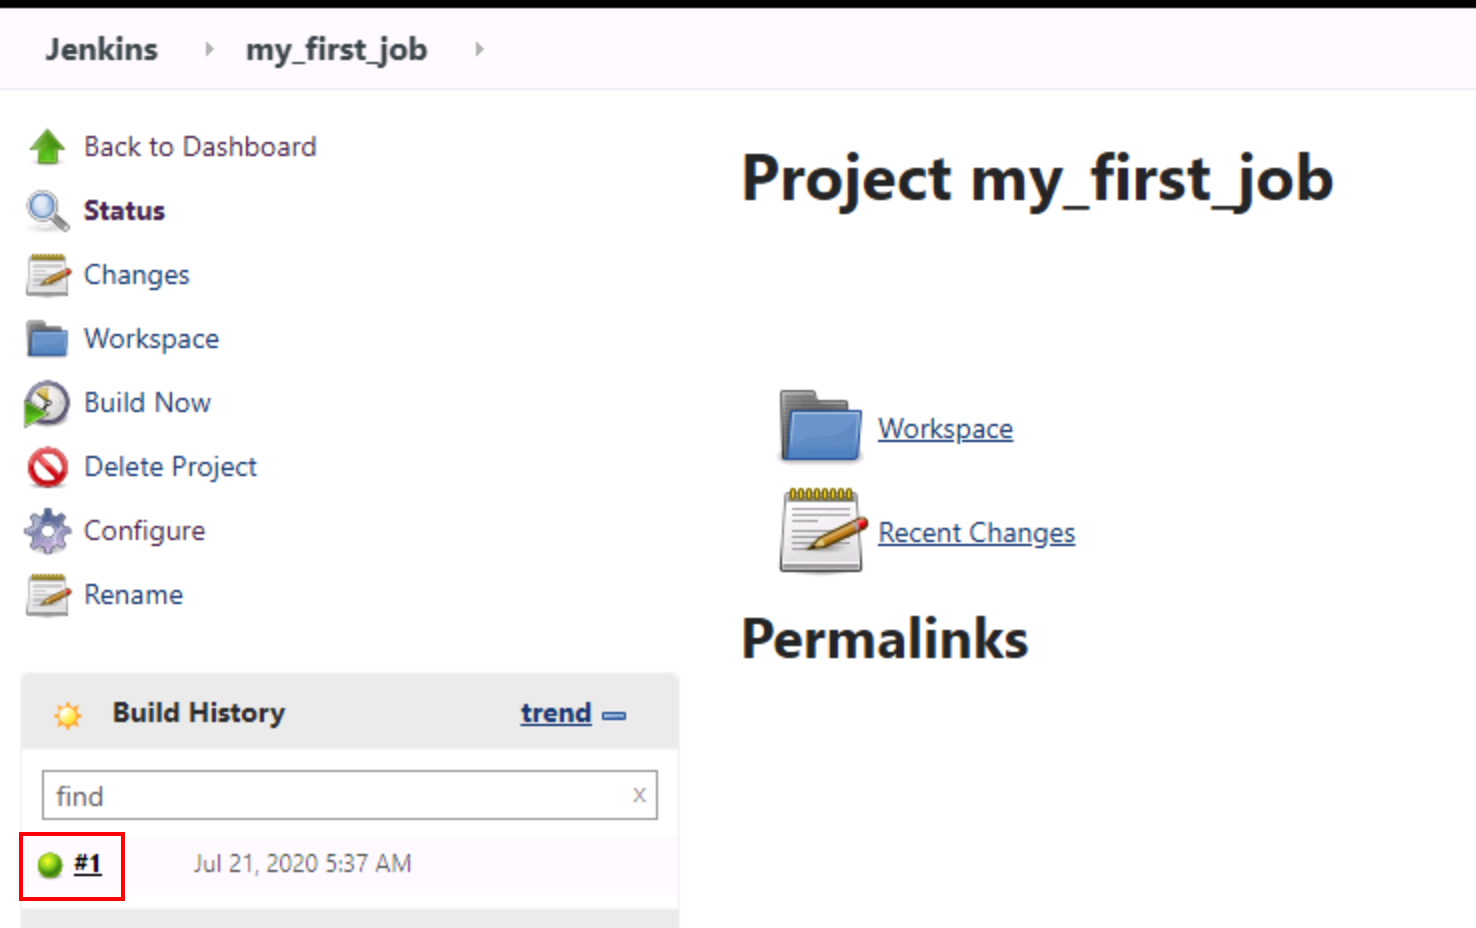 Jenkins my_first_job
Back to Dashboard
Status
Changes
Workspace
Build Now
Delete Project
Configure
Rename
Build History trend
find x
#1 Jul 21, 2020 5:37 AM
Project my_first_job
Workspace
Recent Changes
Permalinks